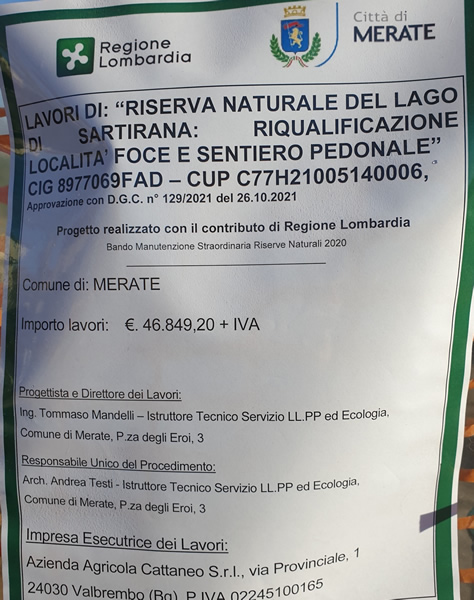 Regione
Lombardia
Città di
MERATE
LAVORI DI: “RISERVA NATURALE DEL LAGO
DI SARTIRANA: RIQUALIFICAZIONE
LOCALITA’ FOCE E SENTIERO PEDONALE”
CIG 8977069FAD – CUP C77H21005140006,
Approvazione con D.G.C. n° 129/2021 del 26.10.2021
Progetto realizzato con il contributo di Regione Lombardia
Bando Manutenzione Straordinaria Riserve Naturali 2020
Comune di: MERATE
Importo lavori: €. 46.849,20 + IVA
Progettista e Direttore dei Lavori:
Ing. Tommaso Mandelli – Istruttore Tecnico Servizio LL.PP ed Ecologia,
Comune di Merate, P.za degli Eroi, 3
Responsabile Unico del Procedimento:
Arch. Andrea Testi - Istruttore Tecnico Servizio LL.PP ed Ecologia,
Comune di Merate, P.za degli Eroi, 3
Impresa Esecutrice dei Lavori:
Azienda Agricola Cattaneo S.r.l., via Provinciale, 1
24030 Valbrembo (Bg), P.IVA 02245100165